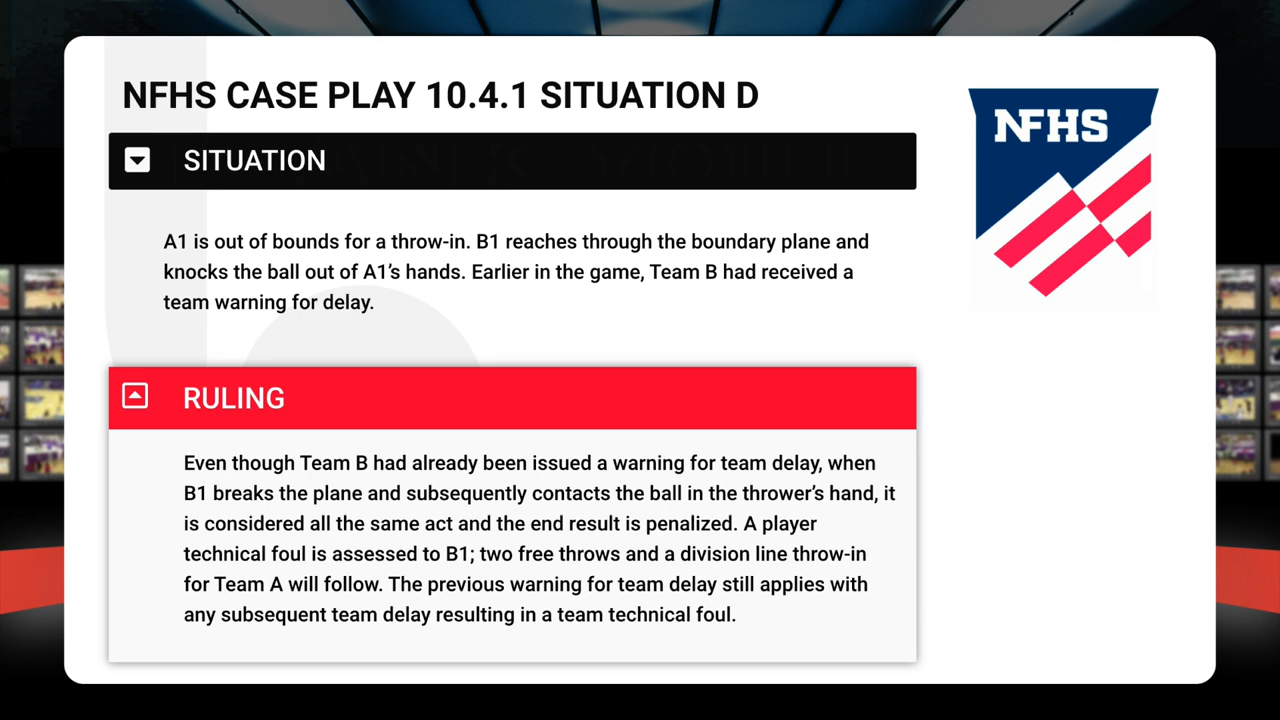 NFHS CASE PLAY 10.4.1 SITUATION D
NFHS
SITUATION
A1 is out of bounds for a throw-in. B1 reaches through the boundary plane and
knocks the ball out of A1’s hands. Earlier in the game, Team B had received a
team warning for delay.
RULING
Even though Team B had already been issued a warning for team delay, when
B1 breaks the plane and subsequently contacts the ball in the thrower’s hand, it
is considered all the same act and the end result is penalized. A player
technical foul is assessed to B1; two free throws and a division line throw-in
for Team A will follow. The previous warning for team delay still applies with
any subsequent team delay resulting in a team technical foul.